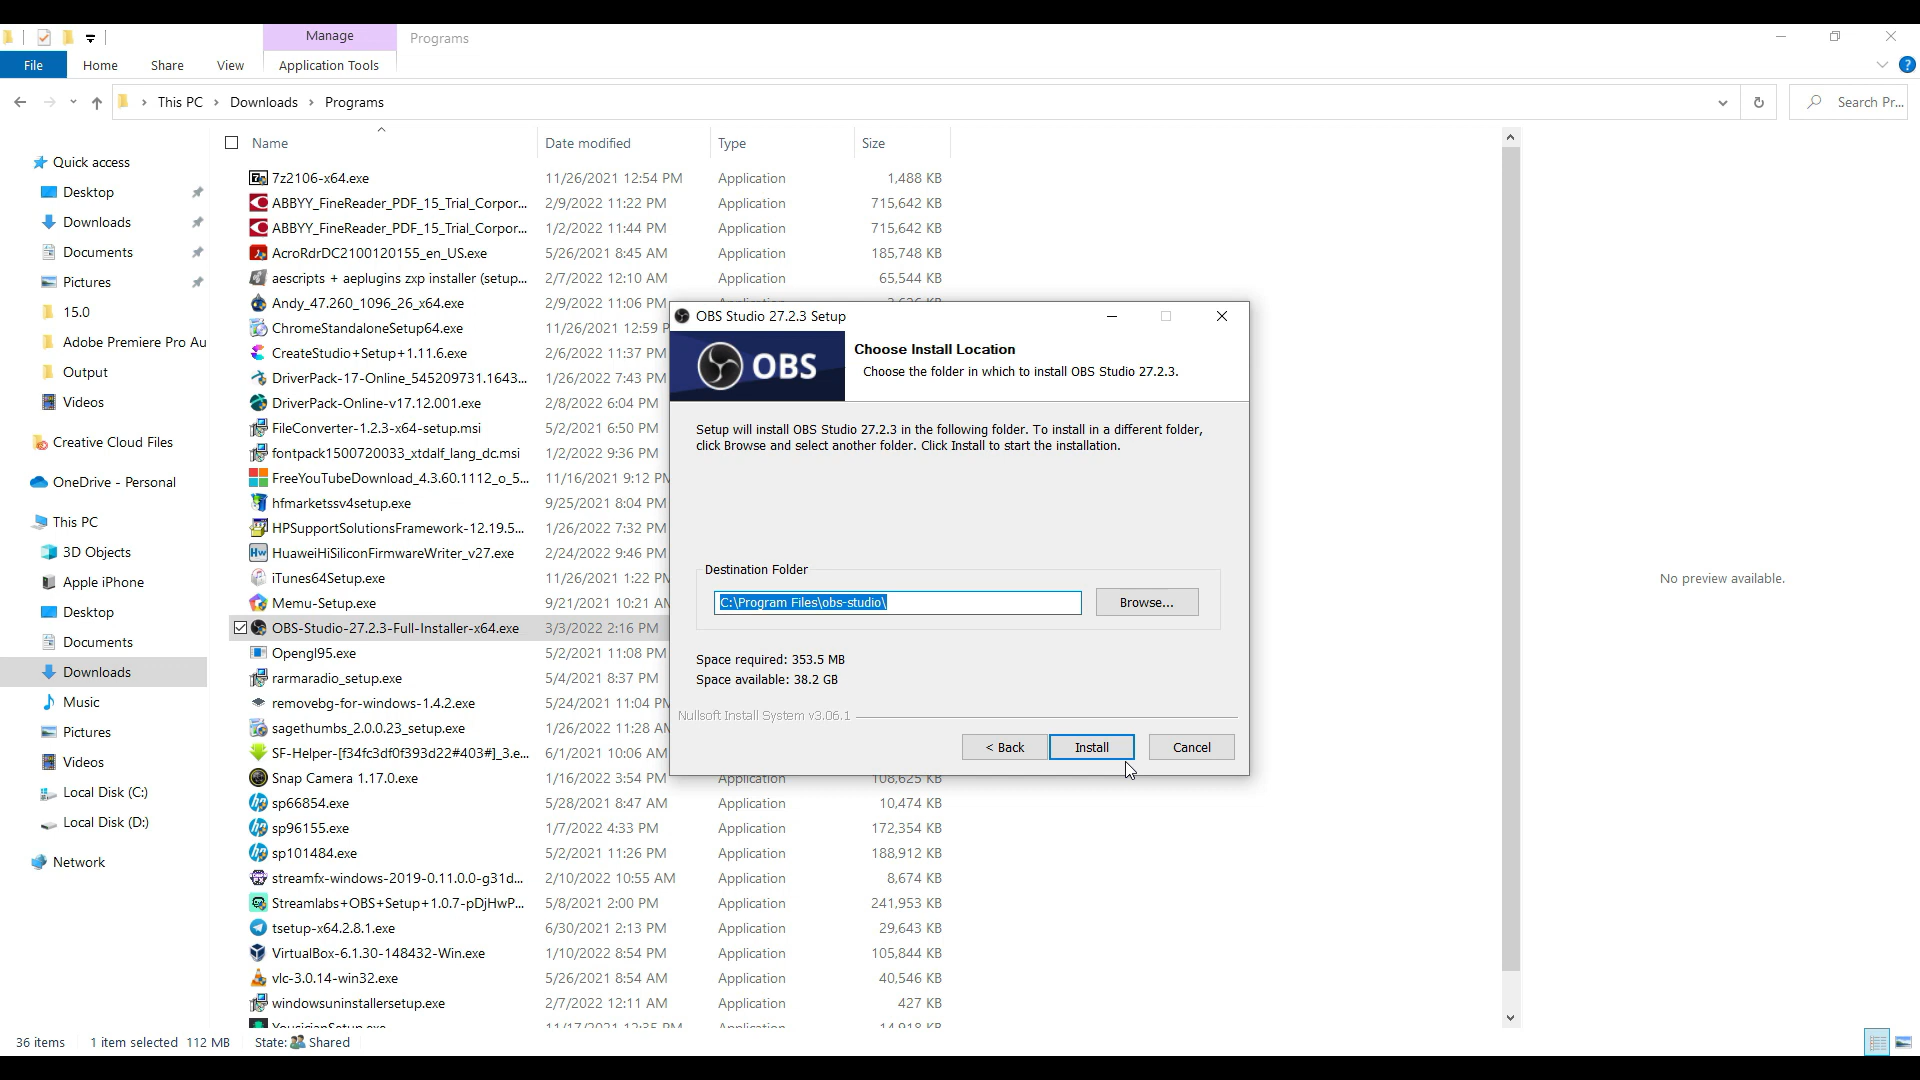 Manage
Programs
File
Home
Share
View
Application Tools
This PC > Downloads > Programs
Search Pr...
Name
Date modified
Type
Size
Quick access
Desktop
Downloads
Documents
Pictures
15.0
Adobe Premiere Pro Au
Output
Videos
Creative Cloud Files
OneDrive - Personal
This PC
3D Objects
Apple iPhone
Desktop
Documents
Downloads
Music
Pictures
Videos
Local Disk (C:)
Local Disk (D:)
Network
7z2106-x64.exe 11/26/2021 12:54 PM Application 1,488 KB
ABBYY_FineReader_PDF_15_Trial_Corpor... 2/9/2022 11:22 PM Application 715,642 KB
ABBYY_FineReader_PDF_15_Trial_Corpor... 1/2/2022 11:44 PM Application 715,642 KB
AcroRdrDC2100120155_en_US.exe 5/26/2021 8:45 AM Application 185,748 KB
aescripts + aeplugins zxp installer (setup... 2/7/2022 12:10 AM Application 65,544 KB
Andy_47.260_1096_26_x64.exe 2/9/2022 11:06 PM
ChromeStandaloneSetup64.exe 11/26/2021 12:59 P
CreateStudio+Setup+1.11.6.exe 2/6/2022 11:37 PM
DriverPack-17-Online_545209731.1643... 1/26/2022 7:43 PM
DriverPack-Online-v17.12.001.exe 2/8/2022 6:04 PM
FileConverter-1.2.3-x64-setup.msi 5/2/2021 6:50 PM
fontpack1500720033_xtdalf_lang_dc.msi 1/2/2022 9:36 PM
FreeYouTubeDownload_4.3.60.1112_o_5... 11/16/2021 9:12 PM
hfmarketssv4setup.exe 9/25/2021 8:04 PM
HPSupportSolutionsFramework-12.19.5... 1/26/2022 7:32 PM
HuaweiHiSiliconFirmwareWriter_v27.exe 2/24/2022 9:46 PM
iTunes64Setup.exe 11/26/2021 1:22 PM
Memu-Setup.exe 9/21/2021 10:21 AM
OBS-Studio-27.2.3-Full-Installer-x64.exe 3/3/2022 2:16 PM
Opengl95.exe 5/2/2021 11:08 PM
rarmaradio_setup.exe 5/4/2021 8:37 PM
removebg-for-windows-1.4.2.exe 5/24/2021 11:04 PM
sagethumbs_2.0.0.23_setup.exe 1/26/2022 11:28 AM
SF-Helper-[f34fc3df0f393d22#403#]_3.e... 6/1/2021 10:06 AM
Snap Camera 1.17.0.exe 1/16/2022 3:54 PM Application 108,625 KB
sp66854.exe 5/28/2021 8:47 AM Application 10,474 KB
sp96155.exe 1/7/2022 4:33 PM Application 172,354 KB
sp101484.exe 5/2/2021 11:26 PM Application 188,912 KB
streamfx-windows-2019-0.11.0.0-g31d... 2/10/2022 10:55 AM Application 8,674 KB
Streamlabs+OBS+Setup+1.0.7-pDjHwP... 5/8/2021 2:00 PM Application 241,953 KB
tsetup-x64.2.8.1.exe 6/30/2021 2:13 PM Application 29,643 KB
VirtualBox-6.1.30-148432-Win.exe 1/10/2022 8:54 PM Application 105,844 KB
vlc-3.0.14-win32.exe 5/26/2021 8:54 AM Application 40,546 KB
windowsuninstallersetup.exe 2/7/2022 12:11 AM Application 427 KB
OBS Studio 27.2.3 Setup
OBS
Choose Install Location
Choose the folder in which to install OBS Studio 27.2.3.
Setup will install OBS Studio 27.2.3 in the following folder. To install in a different folder,
click Browse and select another folder. Click Install to start the installation.
Destination Folder
C:\Program Files\obs-studio\
Browse...
Space required: 353.5 MB
Space available: 38.2 GB
Nullsoft Install System v3.06.1
< Back
Install
Cancel
No preview available.
36 items
1 item selected 112 MB
State: Shared